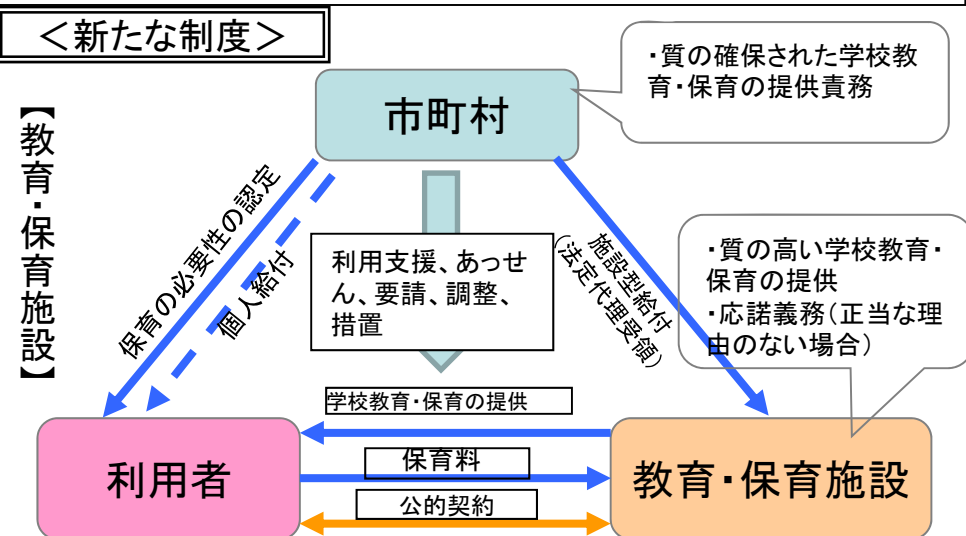 ＜新たな制度＞
【教育・保育施設】
市町村
・質の確保された学校教
育・保育の提供責務
保育の必要性の認定
個人給付
利用支援、あっせ
ん、要請、調整、
措置
施設型給付
（法定代理受領）
・質の高い学校教育・
保育の提供
・応諾義務（正当な理
由のない場合）
学校教育・保育の提供
保育料
公的契約
利用者
教育・保育施設